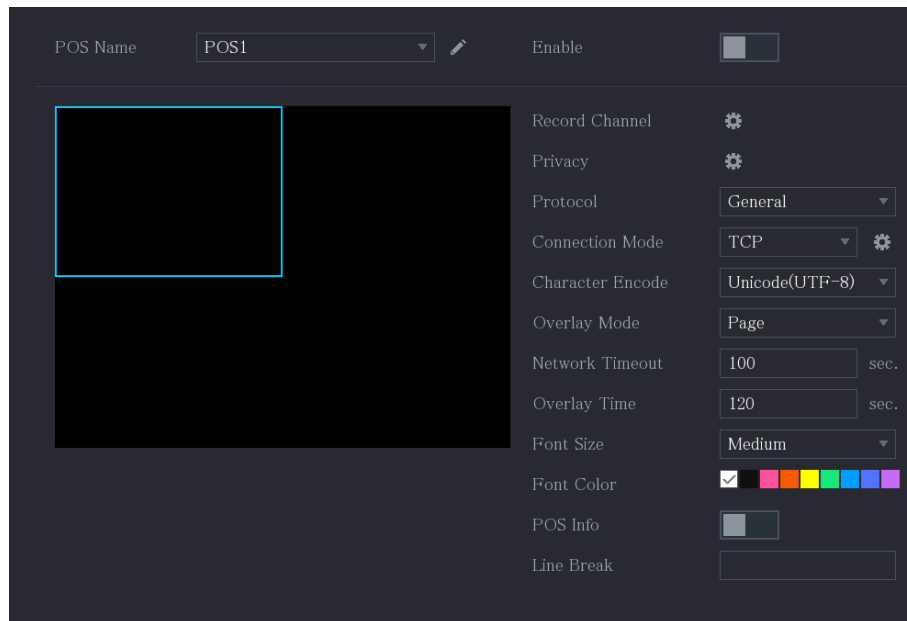 POS Name POS1 Enable
Record Channel
Privacy
Protocol General
Connection Mode TCP
Character Encode Unicode(UTF-8)
Overlay Mode Page
Network Timeout 100 sec.
Overlay Time 120 sec.
Font Size Medium
Font Color
POS Info
Line Break